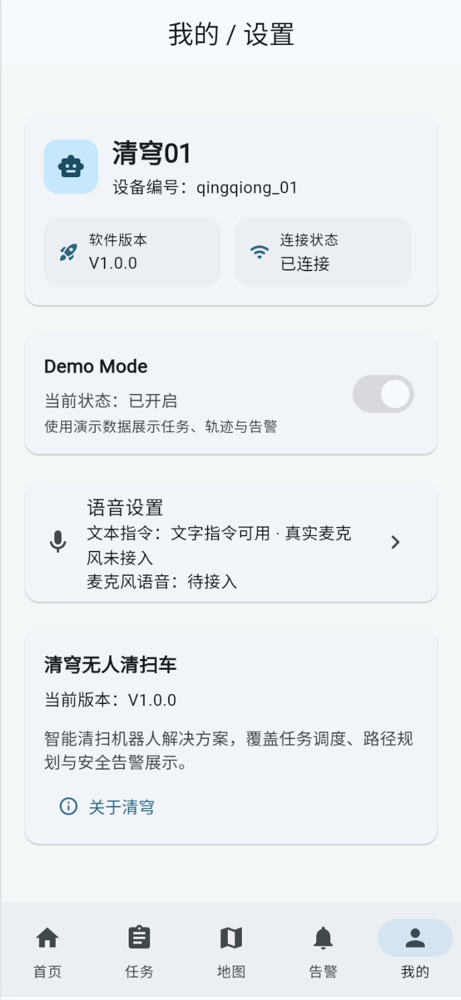 我的 / 设置
清穹01
设备编号：qingqiong_01
软件版本
V1.0.0
连接状态
已连接
Demo Mode
当前状态：已开启
使用演示数据展示任务、轨迹与告警
语音设置
文本指令：文字指令可用 · 真实麦克
风未接入
麦克风语音：待接入
清穹无人清扫车
当前版本：V1.0.0
智能清扫机器人解决方案，覆盖任务调度、路径规
划与安全告警展示。
关于清穹
首页
任务
地图
告警
我的